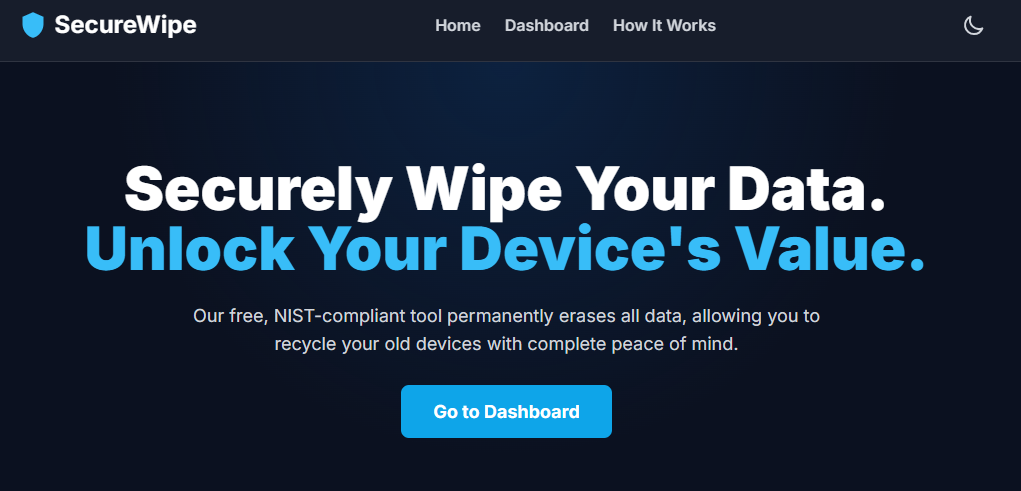 SecureWipe
Home Dashboard How It Works
Securely Wipe Your Data.
Unlock Your Device's Value.
Our free, NIST-compliant tool permanently erases all data, allowing you to
recycle your old devices with complete peace of mind.
Go to Dashboard